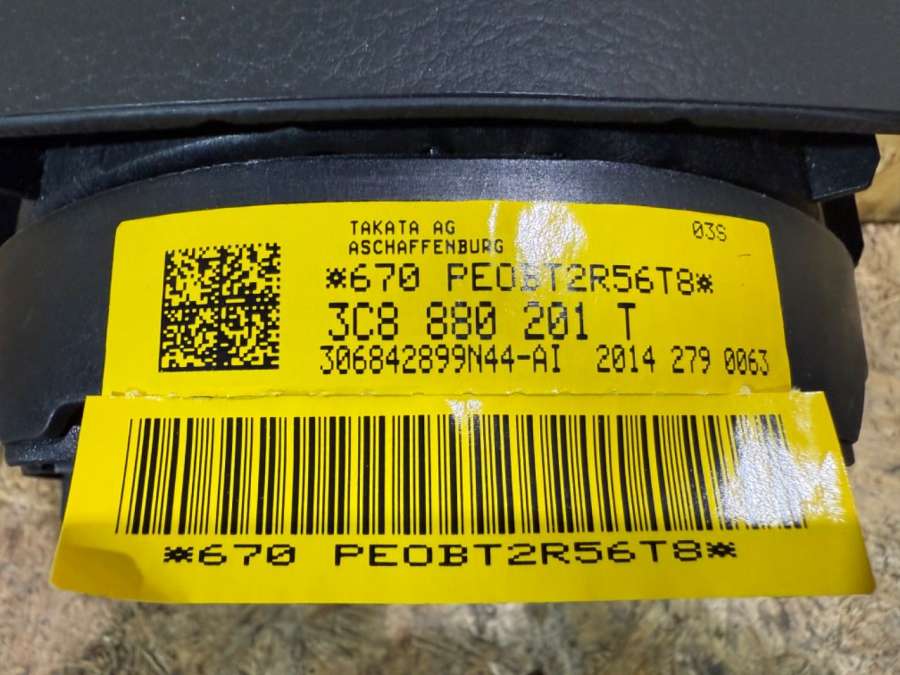 TAKATA AG
ASCHAFFENBURG
03S
*670 PEOBT2R56T8*
3C8 880 201 T
306842899N44-AI 2014 279 0063
*670 PEOBT2R56T8*